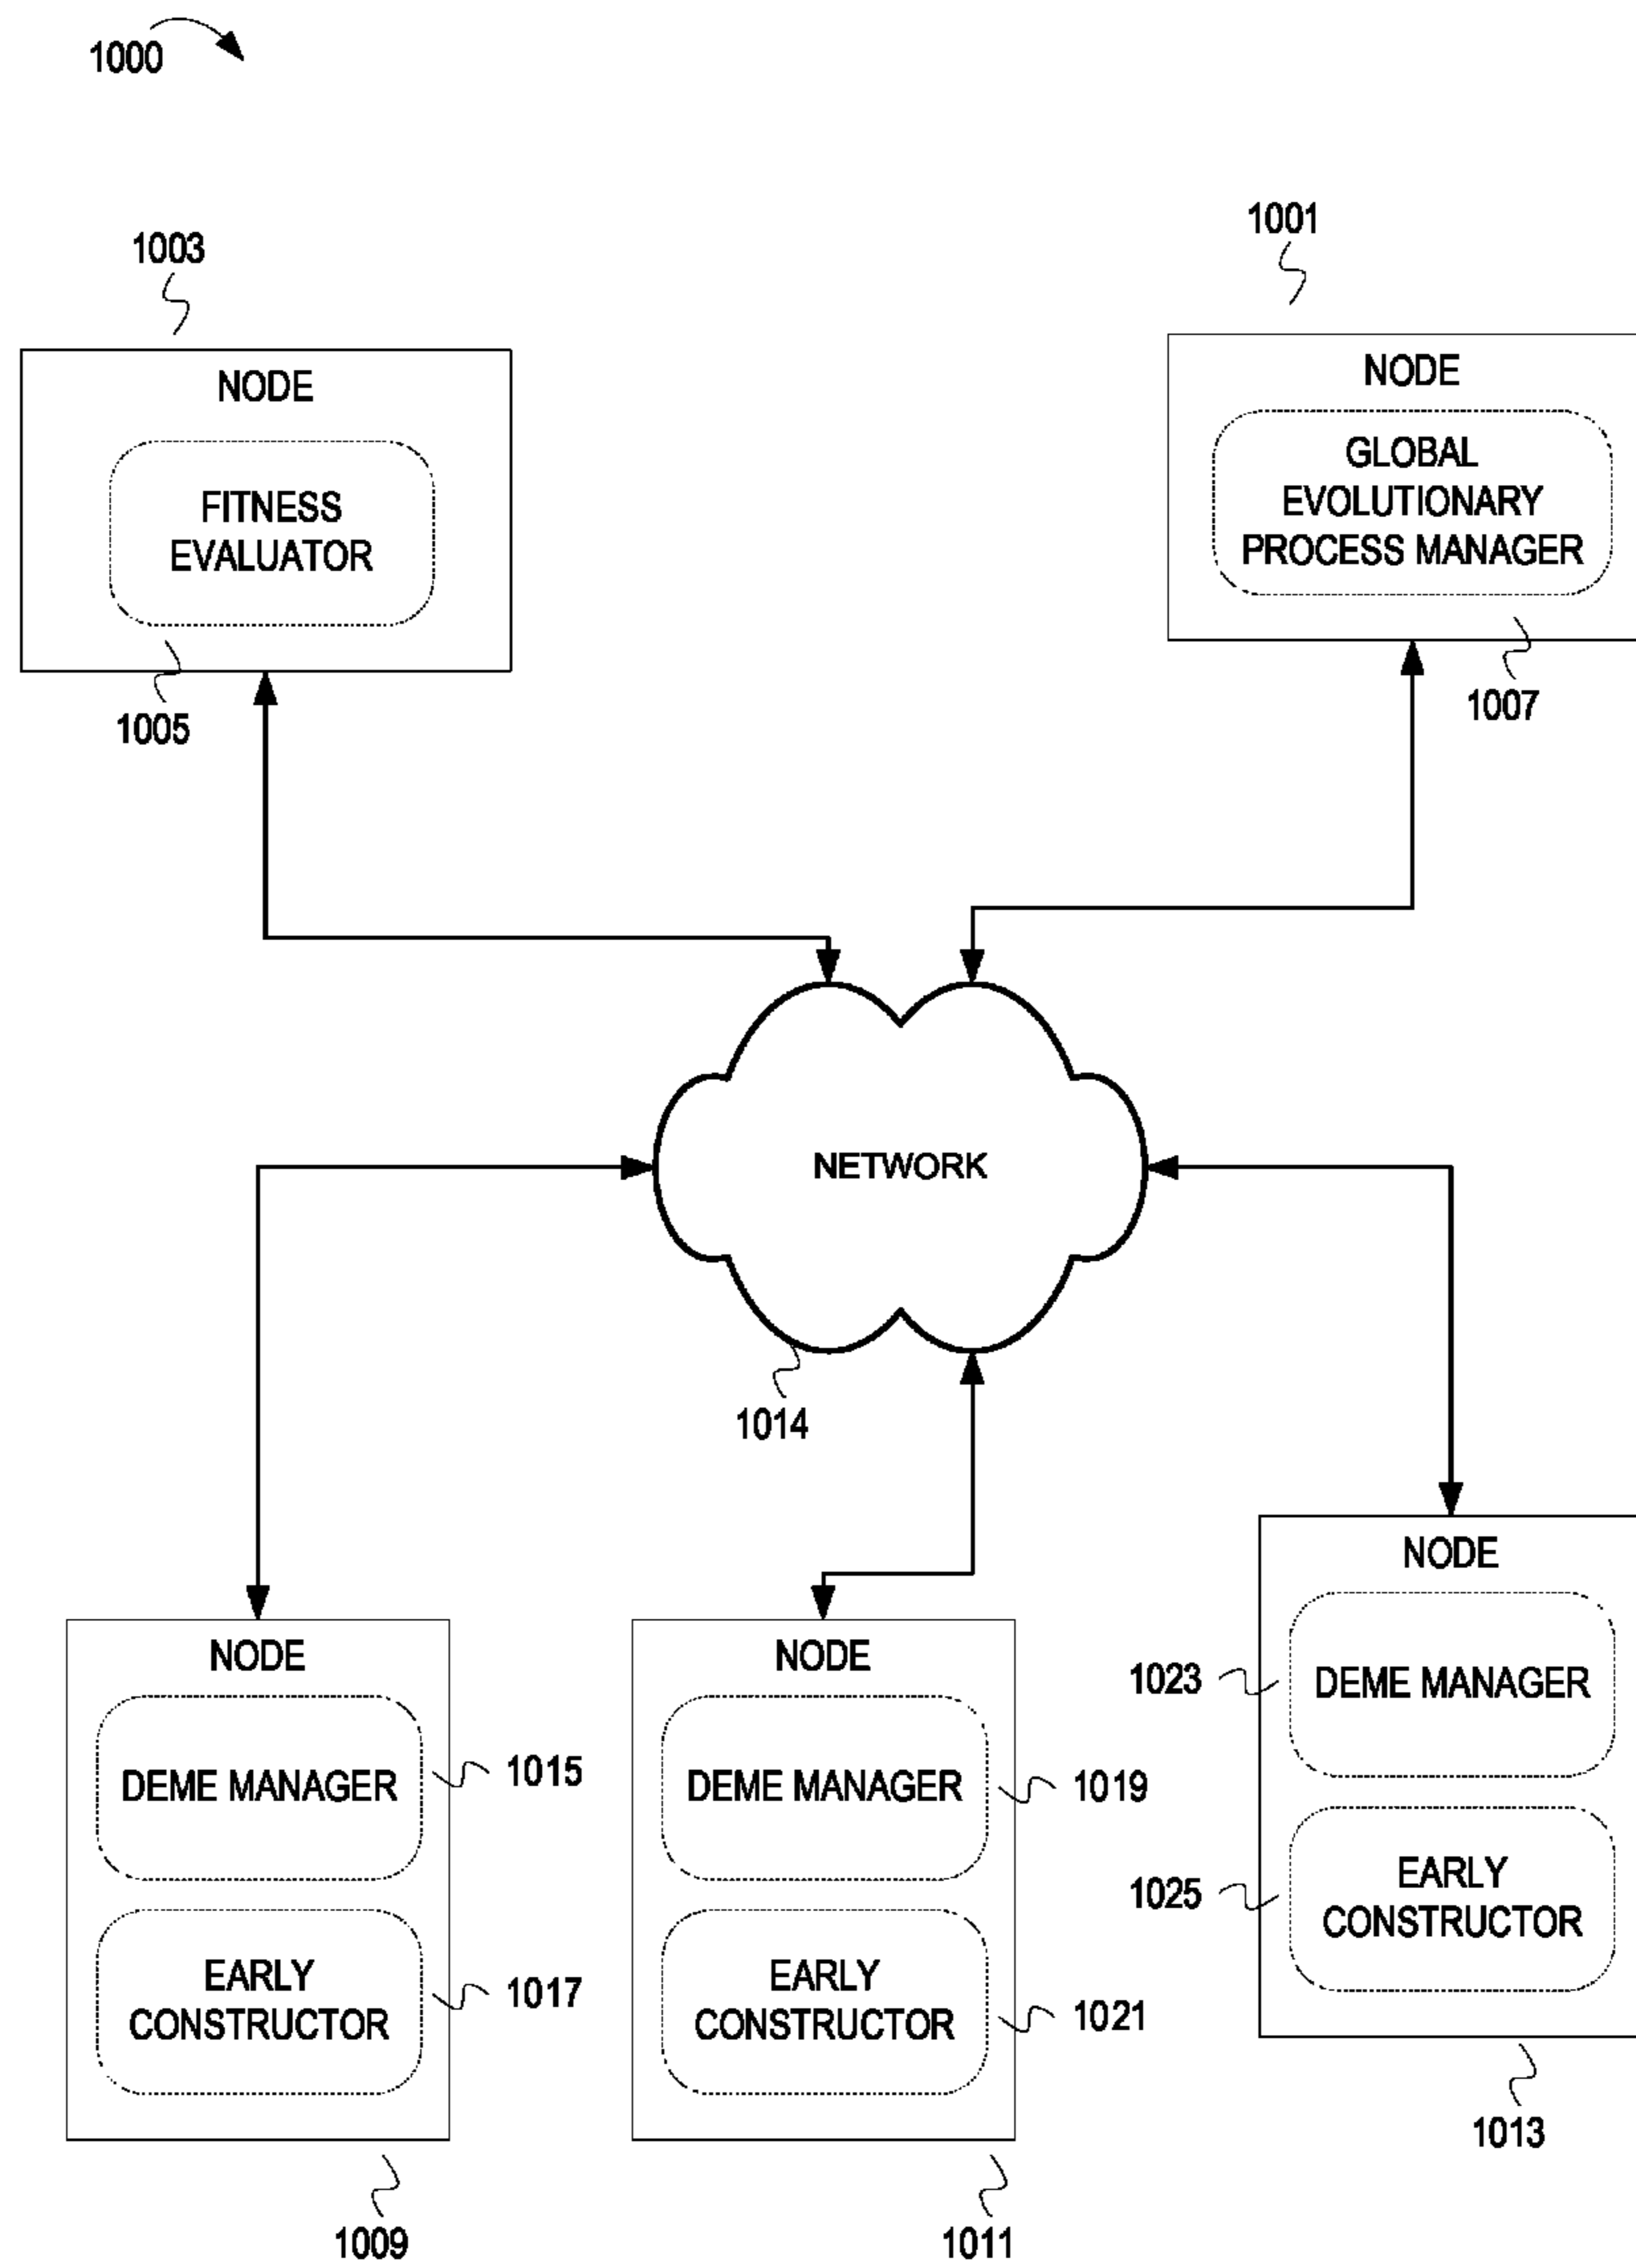 1000
1003
NODE
FITNESS
EVALUATOR
1005
1001
NODE
GLOBAL
EVOLUTIONARY
PROCESS MANAGER
1007
NETWORK
1014
NODE
DEME MANAGER
1015
EARLY
CONSTRUCTOR
1017
1009
NODE
DEME MANAGER
1019
EARLY
CONSTRUCTOR
1021
1011
NODE
1023
DEME MANAGER
1025
EARLY
CONSTRUCTOR
1013